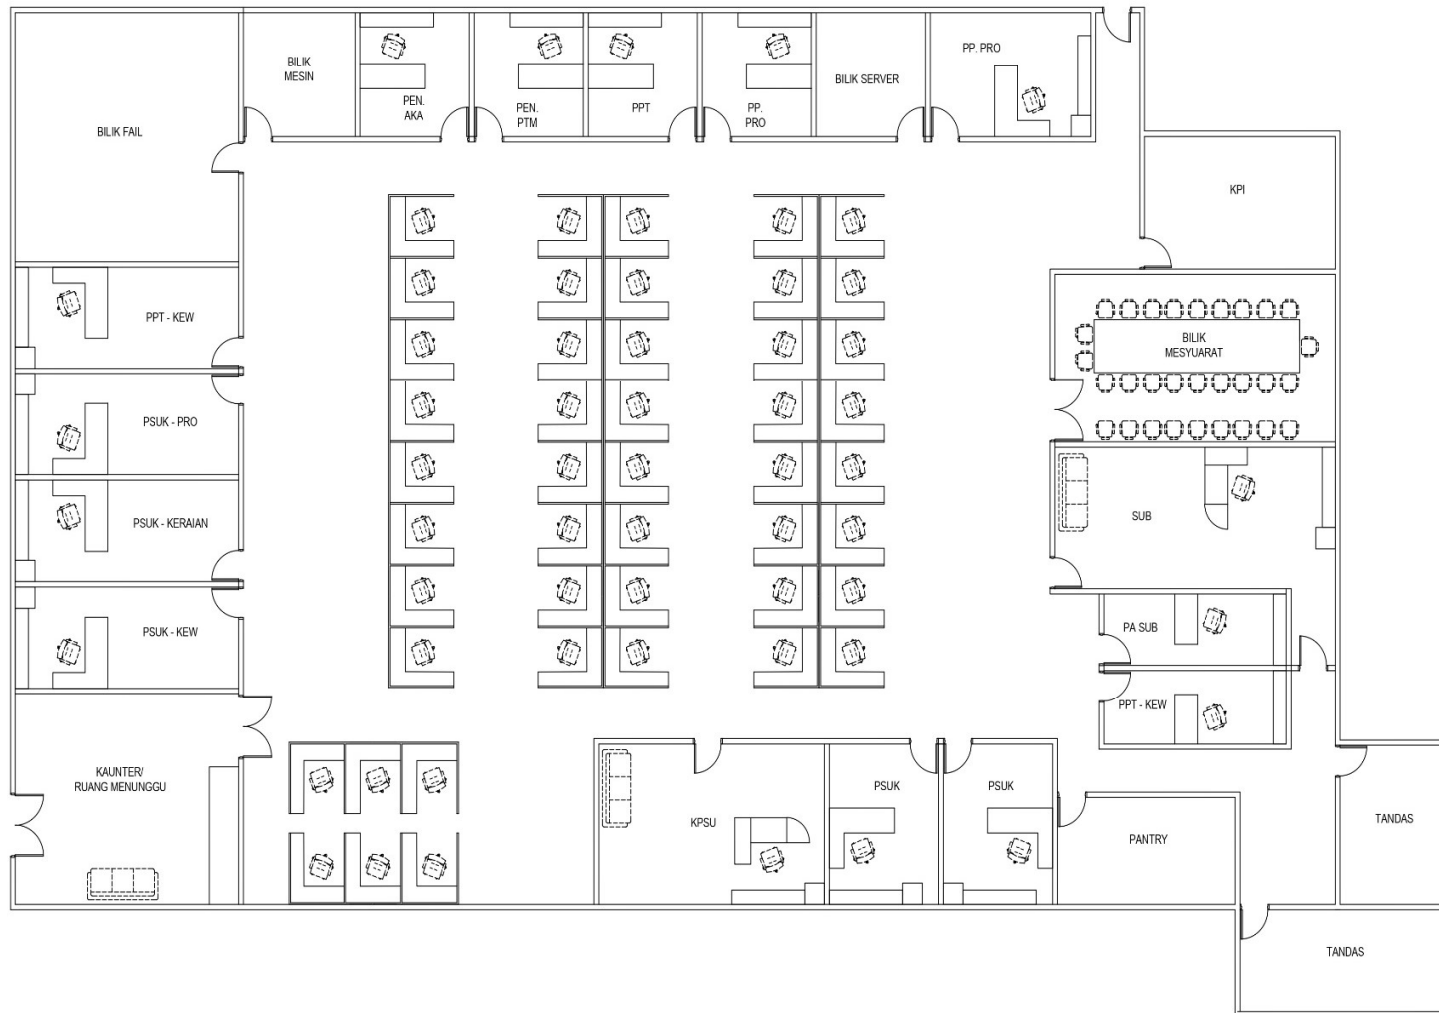 BILIK
MESIN
PEN.
AKA
PEN.
PTM
PPT
PP.
PRO
BILIK SERVER
PP. PRO
BILIK FAIL
KPI
PPT - KEW
BILIK
MESYUARAT
PSUK - PRO
PSUK - KERAIAN
SUB
PSUK - KEW
PA SUB
PPT - KEW
KAUNTER/
RUANG MENUNGGU
KPSU
PSUK
PSUK
PANTRY
TANDAS
TANDAS